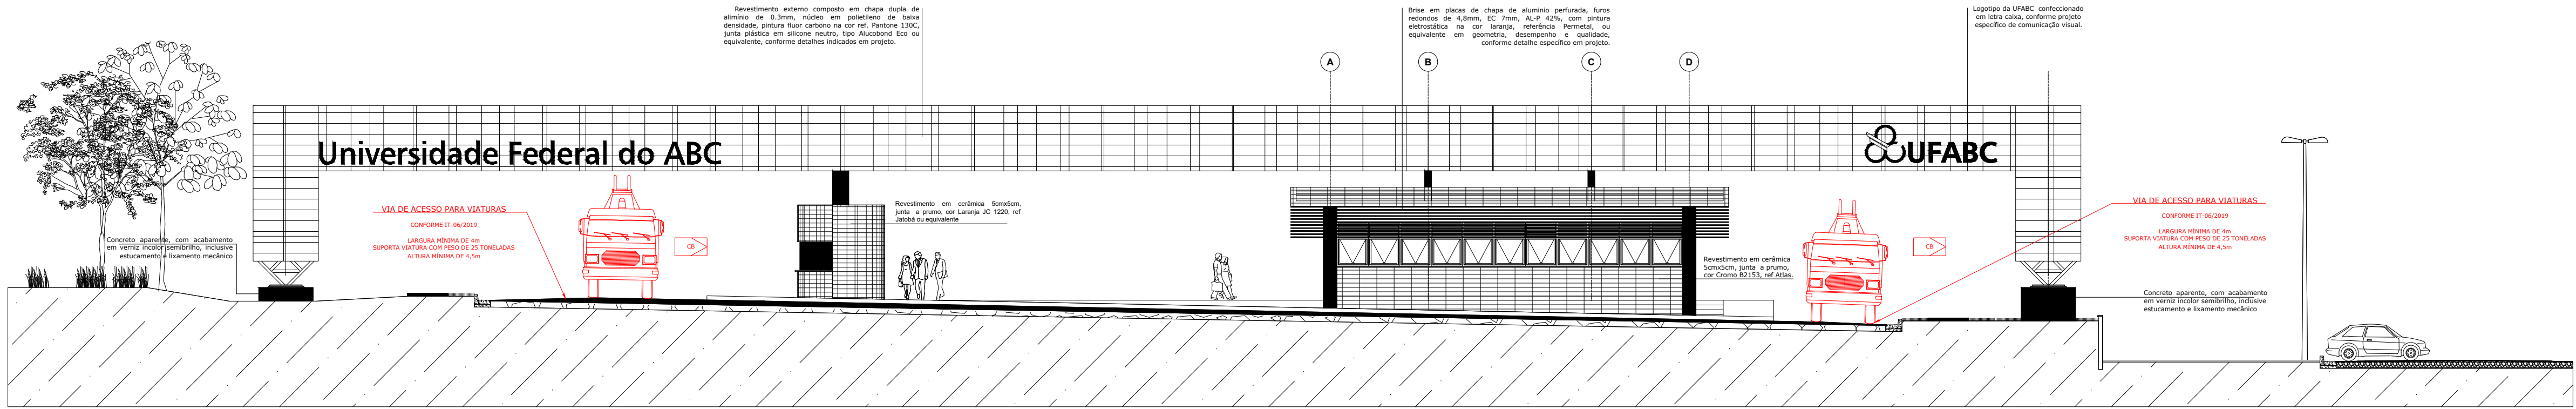 Revestimento externo composto em chapa dupla de
alimínio de 0.3mm, núcleo em polietileno de baixa
densidade, pintura fluor carbono na cor ref. Pantone 130C,
junta plástica em silicone neutro, tipo Alucobond Eco ou
equivalente, conforme detalhes indicados em projeto.
Brise em placas de chapa de aluminio perfurada, furos
redondos de 4,8mm, EC 7mm, AL-P 42%, com pintura
eletrostática na cor laranja, referência Permetal, ou
equivalente em geometria, desempenho e qualidade,
conforme detalhe específico em projeto.
Logotipo da UFABC confeccionado
em letra caixa, conforme projeto
específico de comunicação visual.
A
B
C
D
Universidade Federal do ABC
UFABC
VIA DE ACESSO PARA VIATURAS
CONFORME IT-06/2019
LARGURA MÍNIMA DE 4m
SUPORTA VIATURA COM PESO DE 25 TONELADAS
ALTURA MÍNIMA DE 4,5m
Concreto aparente, com acabamento
em verniz incolor semibrilho, inclusive
estucamento e lixamento mecânico
CB
Revestimento em cerâmica 5cmx5cm,
junta a prumo, cor Laranja JC 1220, ref
Jatobá ou equivalente
Revestimento em cerâmica
5cmx5cm, junta a prumo,
cor Cromo B2153, ref Atlas.
CB
VIA DE ACESSO PARA VIATURAS
CONFORME IT-06/2019
LARGURA MÍNIMA DE 4m
SUPORTA VIATURA COM PESO DE 25 TONELADAS
ALTURA MÍNIMA DE 4,5m
Concreto aparente, com acabamento
em verniz incolor semibrilho, inclusive
estucamento e lixamento mecânico